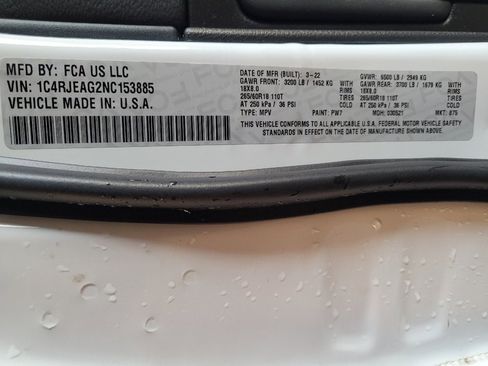 MFD BY: FCA US LLC
VIN: 1C4RJEAG2NC153885
VEHICLE MADE IN: U.S.A.
DATE OF MFR (BUILT): 3-22
GAWR FRONT: 3200 LB / 1452 KG
18X8.0 RIMS
265/60R18 110T TIRES
AT 250 kPa / 36 PSI
TYPE: MPV PAINT: PW7
GVWR: 6500 LB / 2949 KG
GAWR REAR: 3700 LB / 1679 KG
18X8.0 RIMS
265/60R18 110T TIRES
AT 250 kPa / 36 PSI
MDH: 030521 MKT: 875
THIS VEHICLE CONFORMS TO ALL APPLICABLE U.S.A. FEDERAL MOTOR VEHICLE SAFETY
STANDARDS IN EFFECT ON THE DATE OF MANUFACTURE SHOWN ABOVE